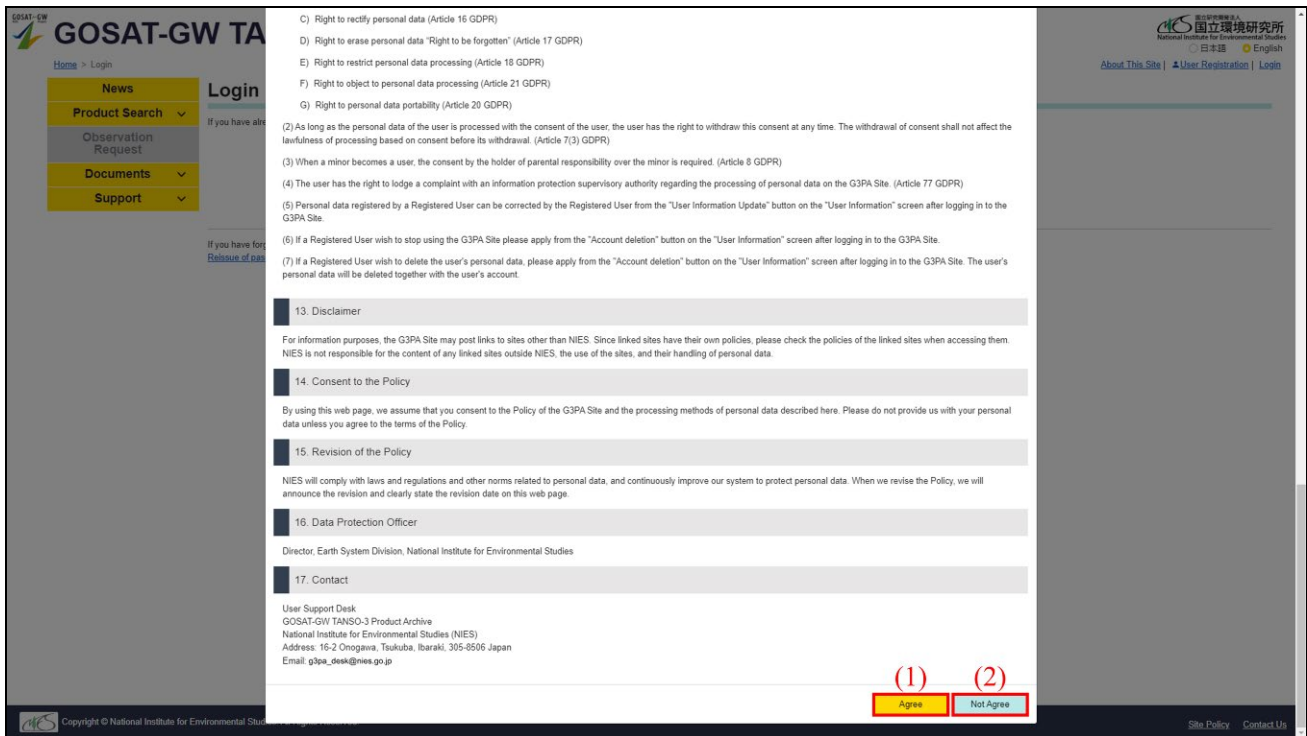 GOSAT-GW
GOSAT-GW TA
国立研究開発法人
国立環境研究所
National Institute for Environmental Studies
日本語 English
Home > Login
About This Site | User Registration | Login
News
Product Search
Observation
Request
Documents
Support
Login
If you have alre
If you have forg
Reissue of pas
C) Right to rectify personal data (Article 16 GDPR)
D) Right to erase personal data “Right to be forgotten” (Article 17 GDPR)
E) Right to restrict personal data processing (Article 18 GDPR)
F) Right to object to personal data processing (Article 21 GDPR)
G) Right to personal data portability (Article 20 GDPR)
(2) As long as the personal data of the user is processed with the consent of the user, the user has the right to withdraw this consent at any time. The withdrawal of consent shall not affect the
lawfulness of processing based on consent before its withdrawal. (Article 7(3) GDPR)
(3) When a minor becomes a user, the consent by the holder of parental responsibility over the minor is required. (Article 8 GDPR)
(4) The user has the right to lodge a complaint with an information protection supervisory authority regarding the processing of personal data on the G3PA Site. (Article 77 GDPR)
(5) Personal data registered by a Registered User can be corrected by the Registered User from the "User Information Update" button on the "User Information" screen after logging in to the
G3PA Site.
(6) If a Registered User wish to stop using the G3PA Site please apply from the "Account deletion" button on the "User Information" screen after logging in to the G3PA Site.
(7) If a Registered User wish to delete the user's personal data, please apply from the "Account deletion" button on the "User Information" screen after logging in to the G3PA Site. The user's
personal data will be deleted together with the user's account.
13. Disclaimer
For information purposes, the G3PA Site may post links to sites other than NIES. Since linked sites have their own policies, please check the policies of the linked sites when accessing them.
NIES is not responsible for the content of any linked sites outside NIES, the use of the sites, and their handling of personal data.
14. Consent to the Policy
By using this web page, we assume that you consent to the Policy of the G3PA Site and the processing methods of personal data described here. Please do not provide us with your personal
data unless you agree to the terms of the Policy.
15. Revision of the Policy
NIES will comply with laws and regulations and other norms related to personal data, and continuously improve our system to protect personal data. When we revise the Policy, we will
announce the revision and clearly state the revision date on this web page.
16. Data Protection Officer
Director, Earth System Division, National Institute for Environmental Studies
17. Contact
User Support Desk
GOSAT-GW TANSO-3 Product Archive
National Institute for Environmental Studies (NIES)
Address: 16-2 Onogawa, Tsukuba, Ibaraki, 305-8506 Japan
Email: g3pa_desk@nies.go.jp
(1) (2)
Agree Not Agree
NIES Copyright © National Institute for Environmental Stud
Site Policy Contact Us